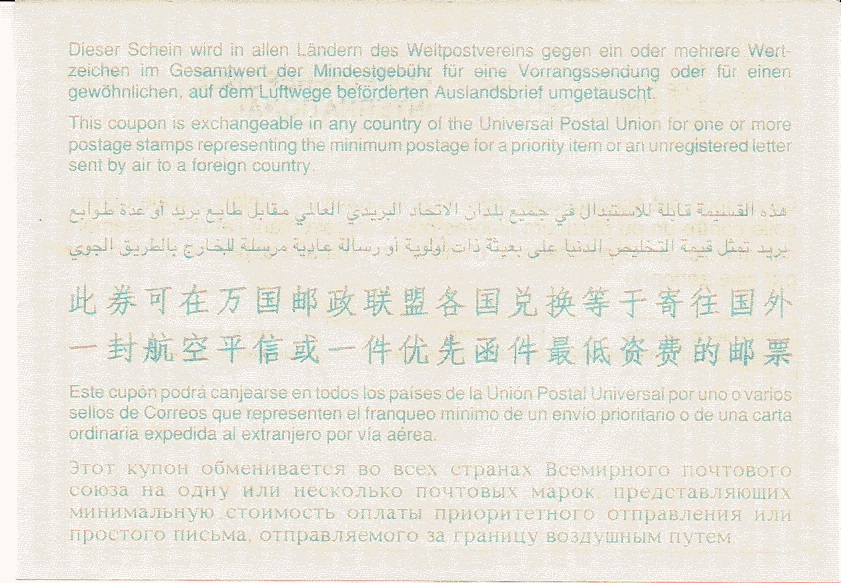 Dieser Schein wird in allen Ländern des Weltpostvereins gegen ein oder mehrere Wert-
zeichen im Gesamtwert der Mindestgebühr für eine Vorrangssendung oder für einen
gewöhnlichen, auf dem Luftwege beförderten Auslandsbrief umgetauscht.
This coupon is exchangeable in any country of the Universal Postal Union for one or more
postage stamps representing the minimum postage for a priority item or an unregistered letter
sent by air to a foreign country.
هذه القسيمة قابلة للاستبدال في جميع بلدان الاتحاد البريدي العالمي مقابل طابع بريد أو عدة طوابع
بريد تمثل قيمة التخليص الدنيا على بعيثة ذات أولوية أو رسالة عادية مرسلة للخارج بالطريق الجوي
此券可在万国邮政联盟各国兑换等于寄往国外
一封航空平信或一件优先函件最低资费的邮票
Este cupón podrá canjearse en todos los países de la Unión Postal Universal por uno o varios
sellos de Correos que representen el franqueo mínimo de un envío prioritario o de una carta
ordinaria expedida al extranjero por vía aérea.
Этот купон обменивается во всех странах Всемирного почтового
союза на одну или несколько почтовых марок, представляющих
минимальную стоимость оплаты приоритетного отправления или
простого письма, отправляемого за границу воздушным путем